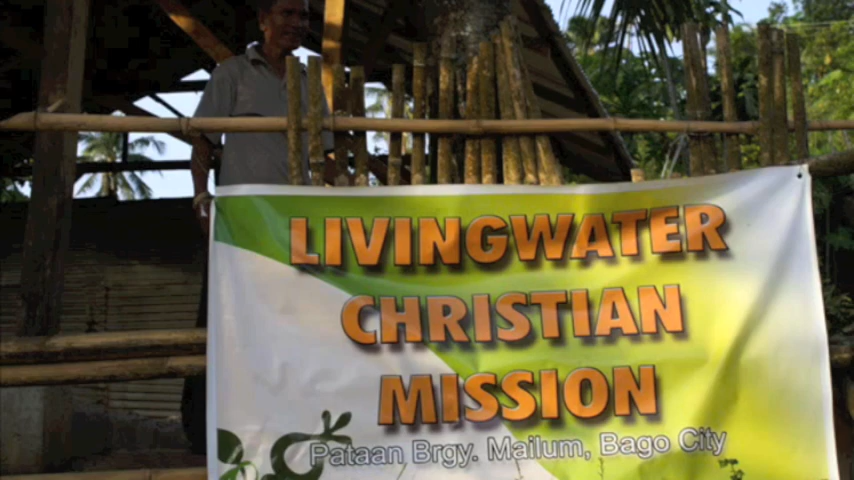 LIVINGWATER
CHRISTIAN
MISSION
Pataan Brgy. Mailum, Bago City